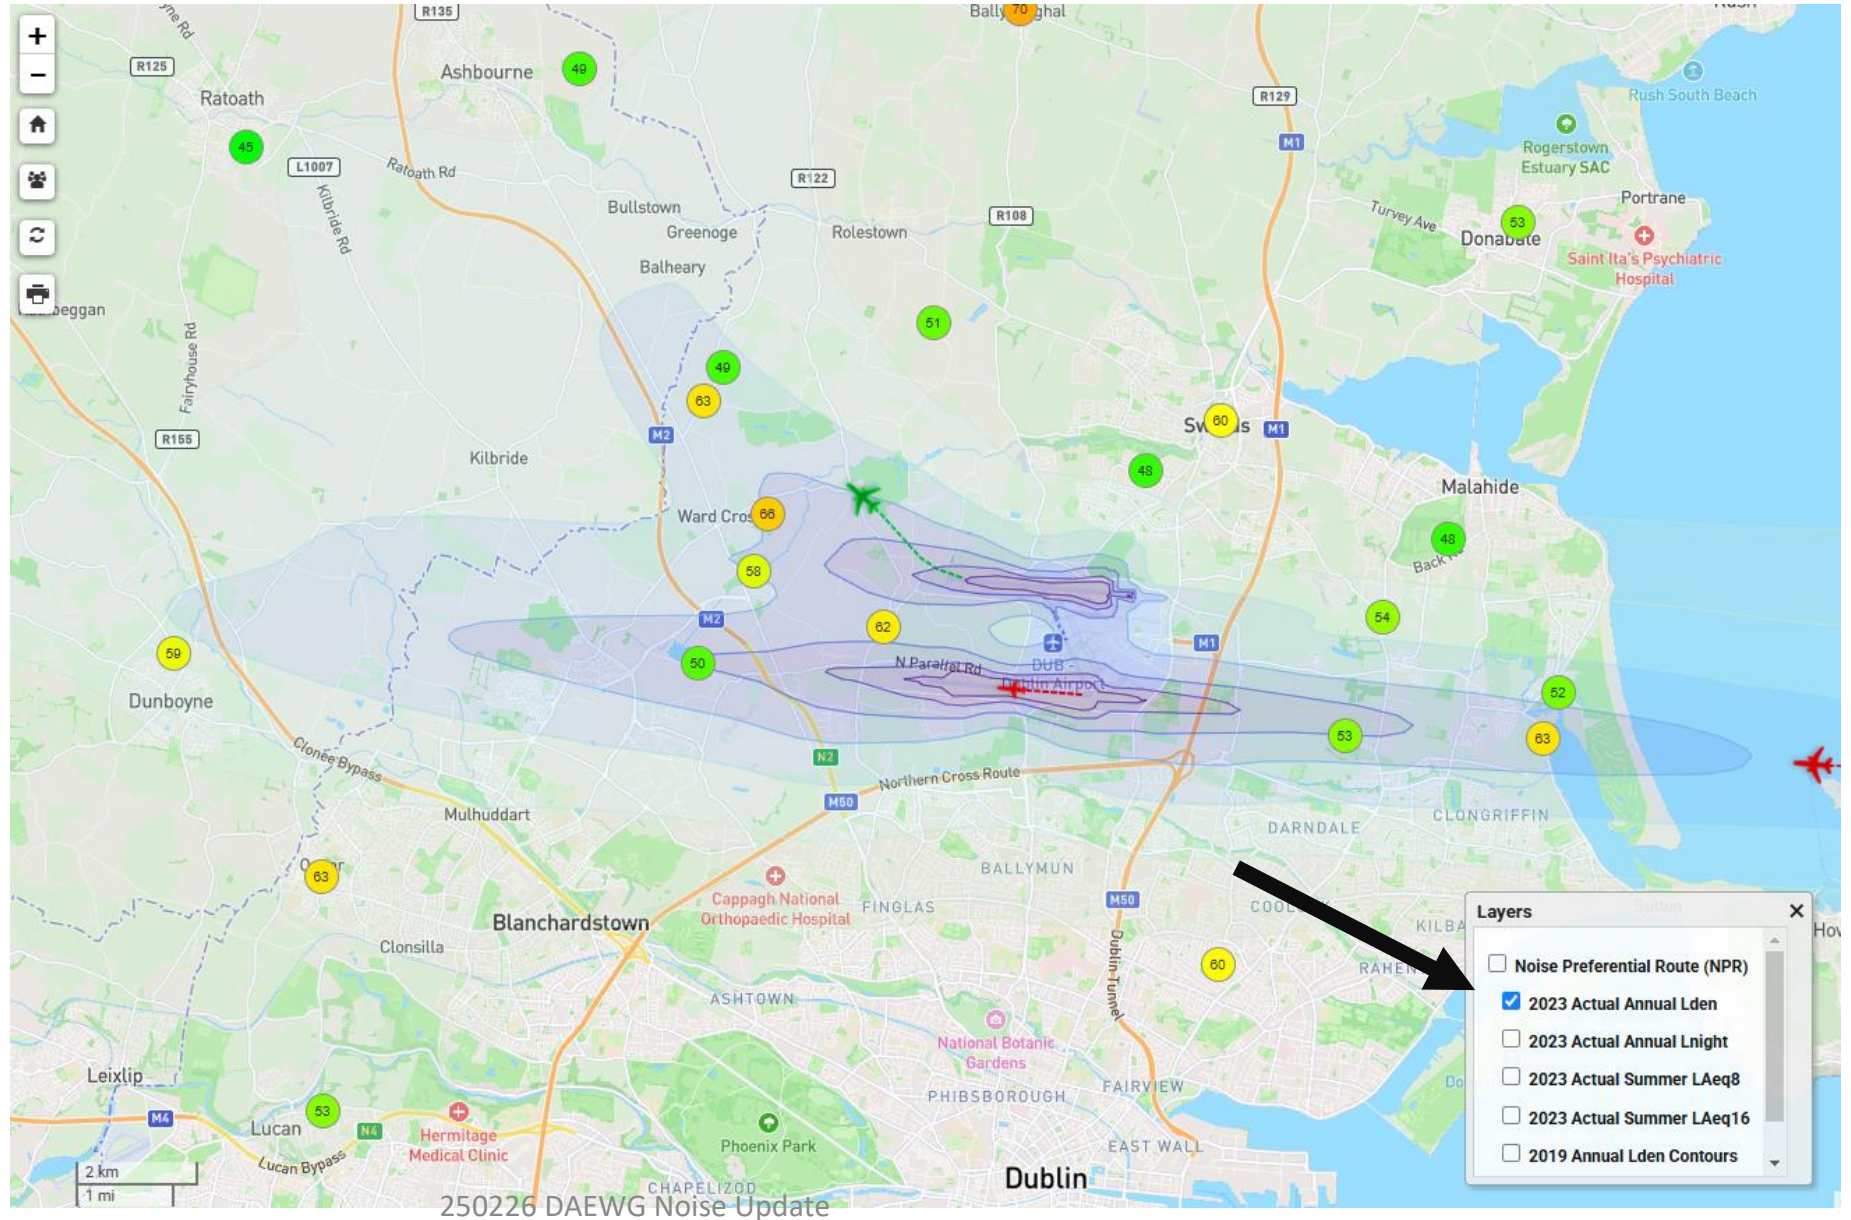 R135
70
+
−
R125
Ashbourne
49
Ratoath
R129
Rush South Beach
M1
45
L1007
Ratoath Rd
Kilbride Rd
R122
Rogerstown
Estuary SAC
Bullstown
R108
Turvey Ave
Portrane
53
Greenoge
Rolestown
Donabate
Balheary
Saint Ita's Psychiatric
Hospital
51
Fairyhouse Rd
49
63
60
M1
M2
R155
Kilbride
48
Malahide
66
48
Back
58
54
M2
62
M1
59
50
N Parallel Rd
DUB -
Dublin Airport
Dunboyne
52
53
63
Clonee Bypass
N2
Northern Cross Route
M50
Mulhuddart
CLONGRIFFIN
DARNDALE
63
BALLYMUN
Cappagh National
Orthopaedic Hospital
FINGLAS
M50
Blanchardstown
Clonsilla
Dublin Tunnel
60
ASHTOWN
National Botanic
Gardens
Leixlip
PHIBSBOROUGH
FAIRVIEW
M4
53
Lucan
N4
Hermitage
Medical Clinic
Lucan Bypass
Phoenix Park
EAST WALL
Dublin
CHAPELIZOD
2 km
1 mi
Layers
Sutton
Noise Preferential Route (NPR)
2023 Actual Annual Lden
2023 Actual Annual Lnight
2023 Actual Summer LAeq8
2023 Actual Summer LAeq16
2019 Annual Lden Contours
250226 DAEWG Noise Update